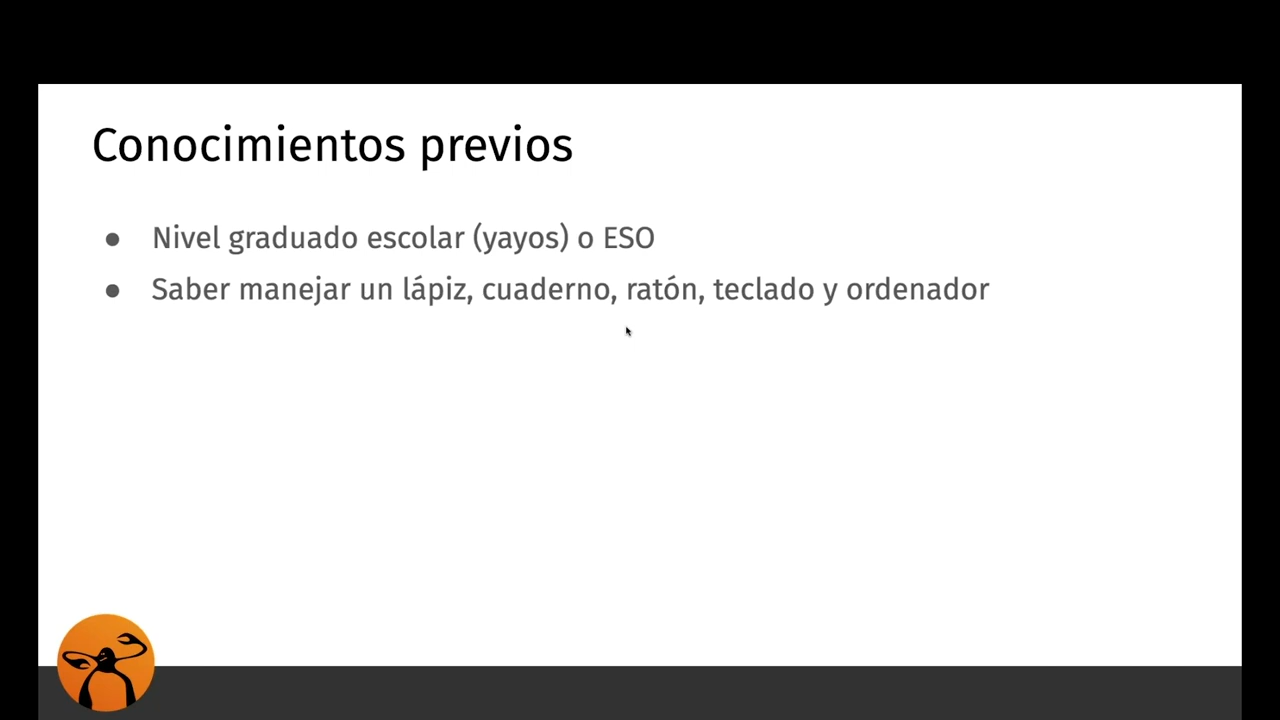 Conocimientos previos
● Nivel graduado escolar (yayos) o ESO
● Saber manejar un lápiz, cuaderno, ratón, teclado y ordenador